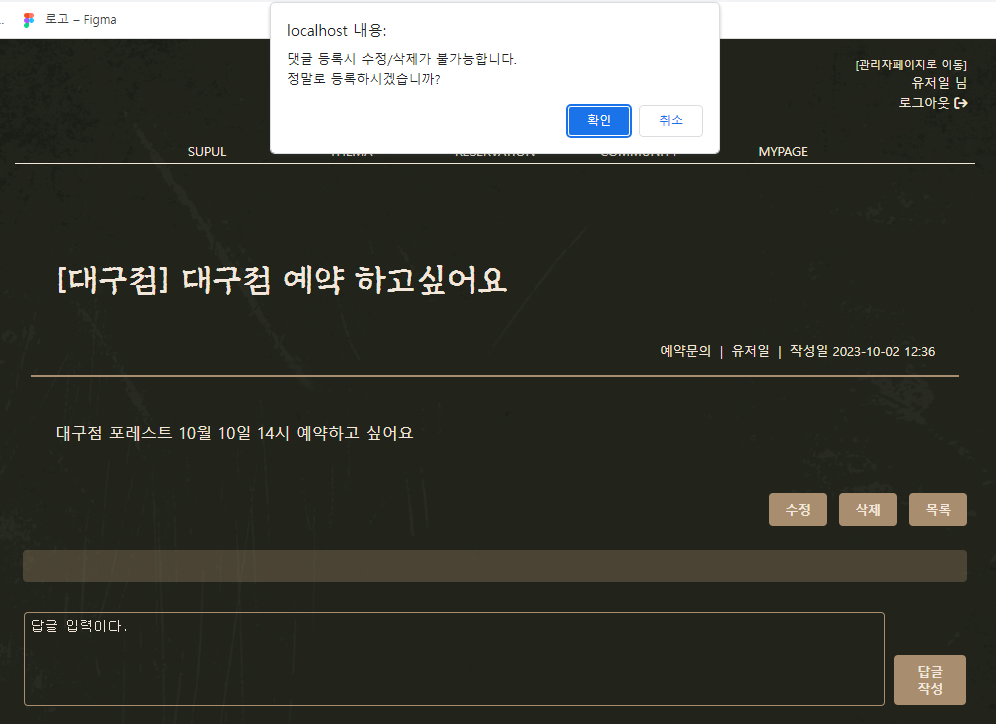 로고 – Figma
localhost 내용:
댓글 등록시 수정/삭제가 불가능합니다.
정말로 등록하시겠습니까?
확인 취소
[관리자페이지로 이동]
유저일 님
로그아웃
SUPUL THEMA RESERVATION COMMUNITY MYPAGE
[대구점] 대구점 예약 하고싶어요
예약문의 | 유저일 | 작성일 2023-10-02 12:36
대구점 포레스트 10월 10일 14시 예약하고 싶어요
수정 삭제 목록
답글 입력이다.
답글
작성